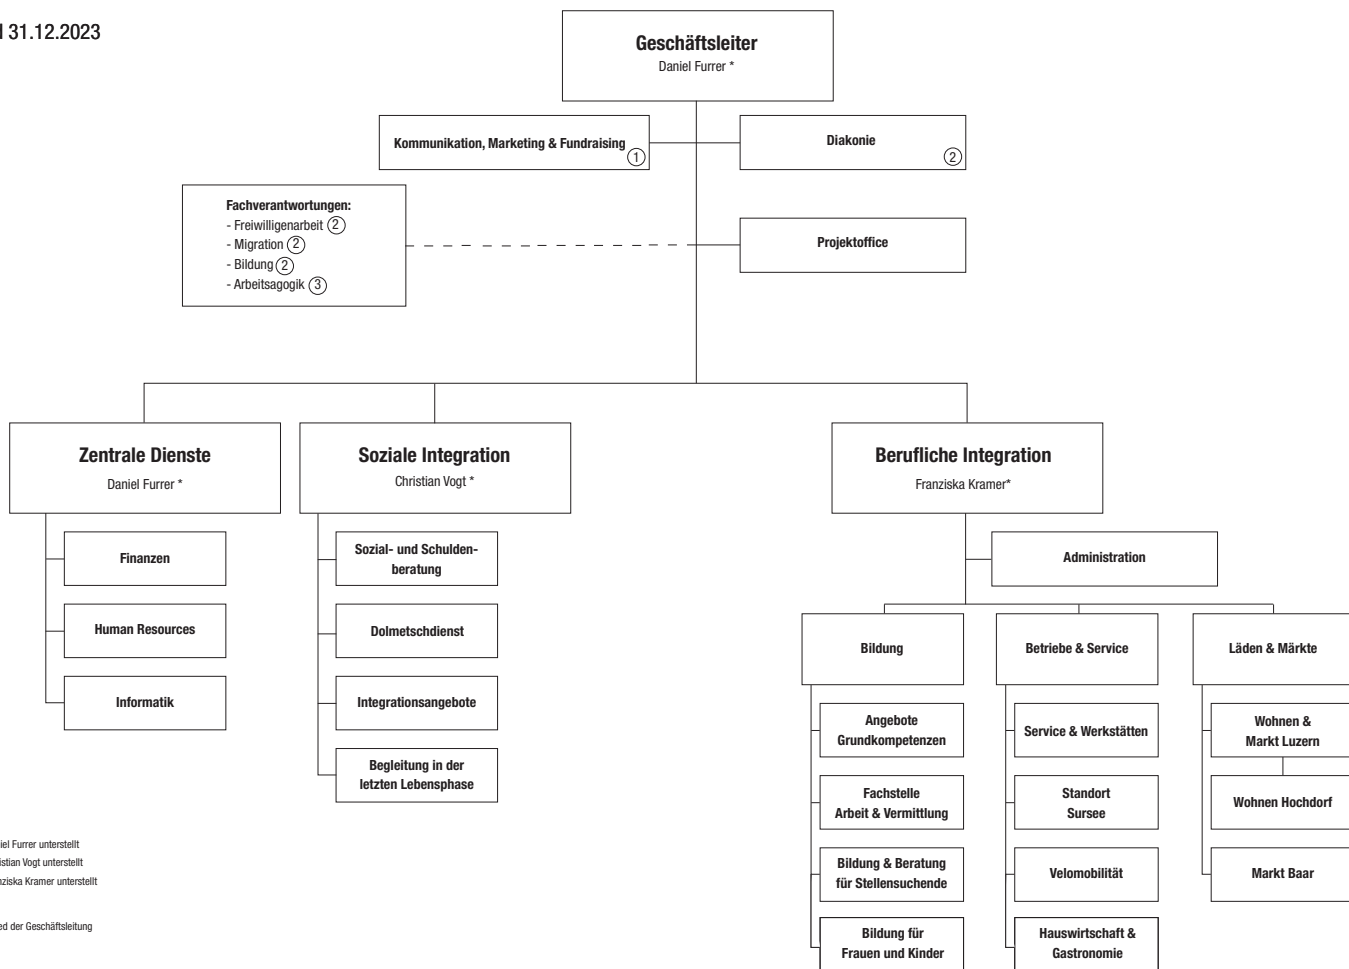 31.12.2023
Geschäftsleiter
Daniel Furrer *
Kommunikation, Marketing & Fundraising
1
Diakonie
2
Fachverantwortungen:
- Freiwilligenarbeit 2
- Migration 2
- Bildung 2
- Arbeitsagogik 3
Projektoffice
Zentrale Dienste
Daniel Furrer *
Soziale Integration
Christian Vogt *
Berufliche Integration
Franziska Kramer*
Finanzen
Human Resources
Informatik
Sozial- und Schulden-
beratung
Dolmetschdienst
Integrationsangebote
Begleitung in der
letzten Lebensphase
Administration
Bildung
Betriebe & Service
Läden & Märkte
Angebote
Grundkompetenzen
Fachstelle
Arbeit & Vermittlung
Bildung & Beratung
für Stellensuchende
Bildung für
Frauen und Kinder
Service & Werkstätten
Standort
Sursee
Velomobilität
Hauswirtschaft &
Gastronomie
Wohnen &
Markt Luzern
Wohnen Hochdorf
Markt Baar
iel Furrer unterstellt
istian Vogt unterstellt
nziska Kramer unterstellt
ed der Geschäftsleitung